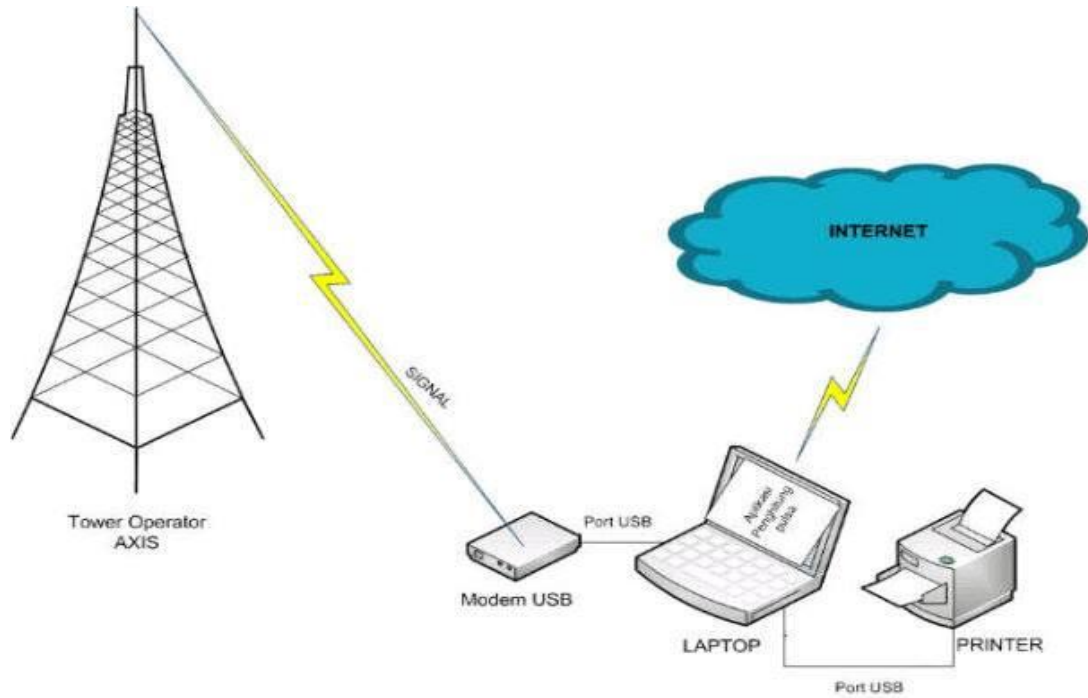 INTERNET
SIGNAL
Tower Operator
AXIS
Port USB
Aplikasi
Penghitung
pulsa
Modem USB
LAPTOP
PRINTER
Port USB